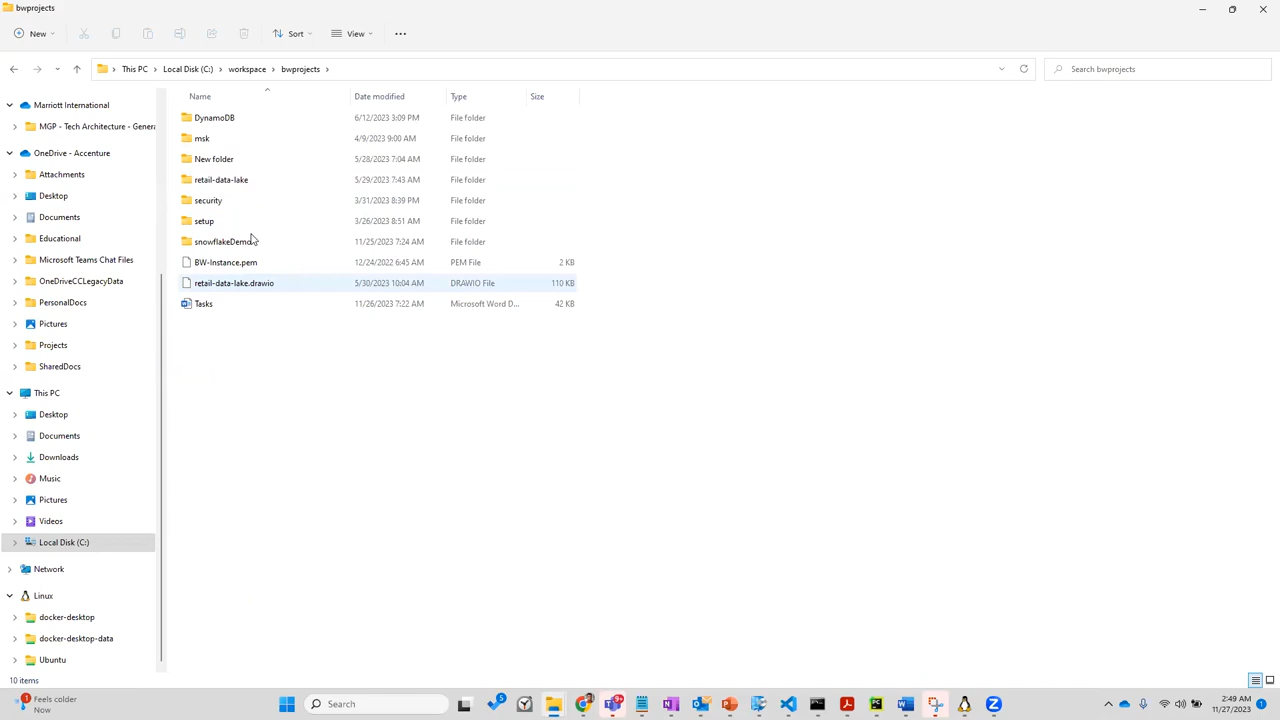 bwprojects
New
Sort
View
This PC
Local Disk (C:)
workspace
bwprojects
Search bwprojects
Marriott International
MGP - Tech Architecture - Genera
OneDrive - Accenture
Attachments
Desktop
Documents
Educational
Microsoft Teams Chat Files
OneDriveCCLegacyData
PersonalDocs
Pictures
Projects
SharedDocs
This PC
Desktop
Documents
Downloads
Music
Pictures
Videos
Local Disk (C:)
Network
Linux
docker-desktop
docker-desktop-data
Ubuntu
Name Date modified Type Size
DynamoDB 6/12/2023 3:09 PM File folder
msk 4/9/2023 9:00 AM File folder
New folder 5/28/2023 7:04 AM File folder
retail-data-lake 5/29/2023 7:43 AM File folder
security 3/31/2023 8:39 PM File folder
setup 3/26/2023 8:51 AM File folder
snowflakeDemo 11/25/2023 7:24 AM File folder
BW-Instance.pem 12/24/2022 6:45 AM PEM File 2 KB
retail-data-lake.drawio 5/30/2023 10:04 AM DRAWIO File 110 KB
Tasks 11/26/2023 7:22 AM Microsoft Word D... 42 KB
10 items
1
Feels colder
Now
Search
5
9+
2:49 AM
11/27/2023
1